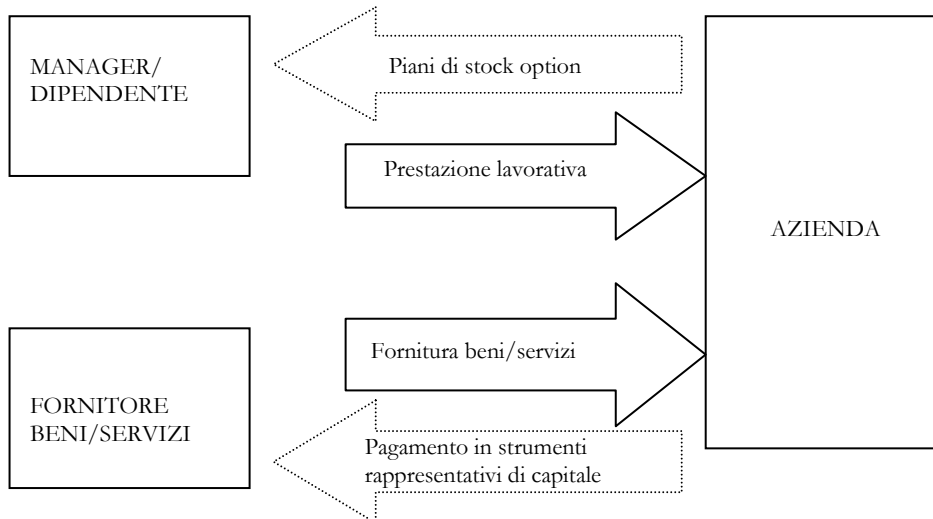 MANAGER/
DIPENDENTE
Piani di stock option
Prestazione lavorativa
AZIENDA
Fornitura beni/servizi
FORNITORE
BENI/SERVIZI
Pagamento in strumenti
rappresentativi di capitale